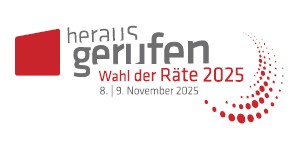 heraus
gerufen
Wahl der Räte 2025
8. | 9. November 2025